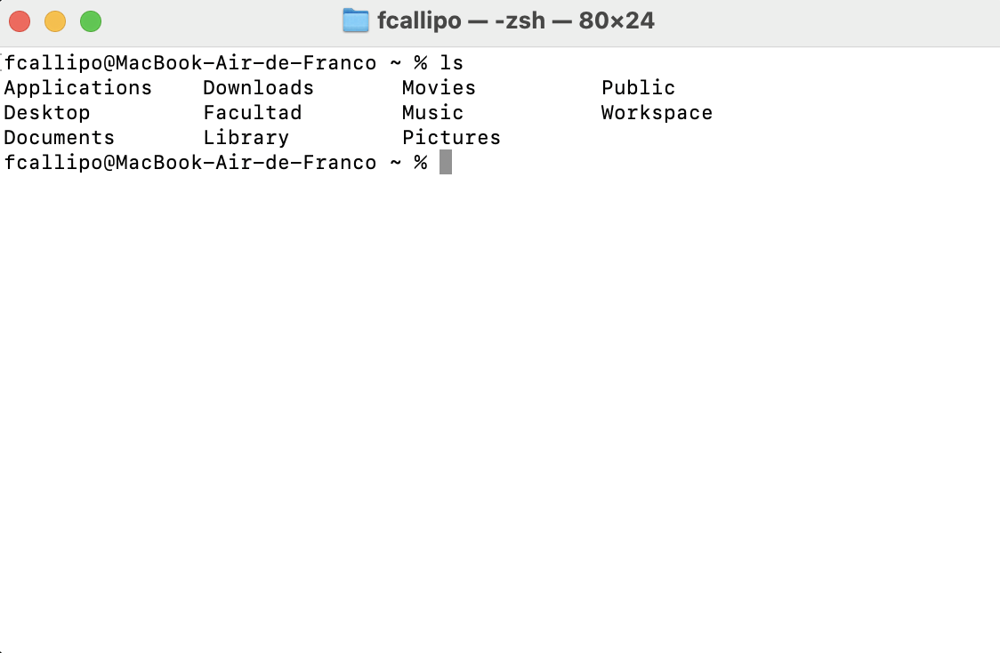 fcallipo — -zsh — 80×24
fcallipo@MacBook-Air-de-Franco ~ % ls
Applications    Downloads       Movies          Public
Desktop         Facultad        Music           Workspace
Documents       Library         Pictures
fcallipo@MacBook-Air-de-Franco ~ %